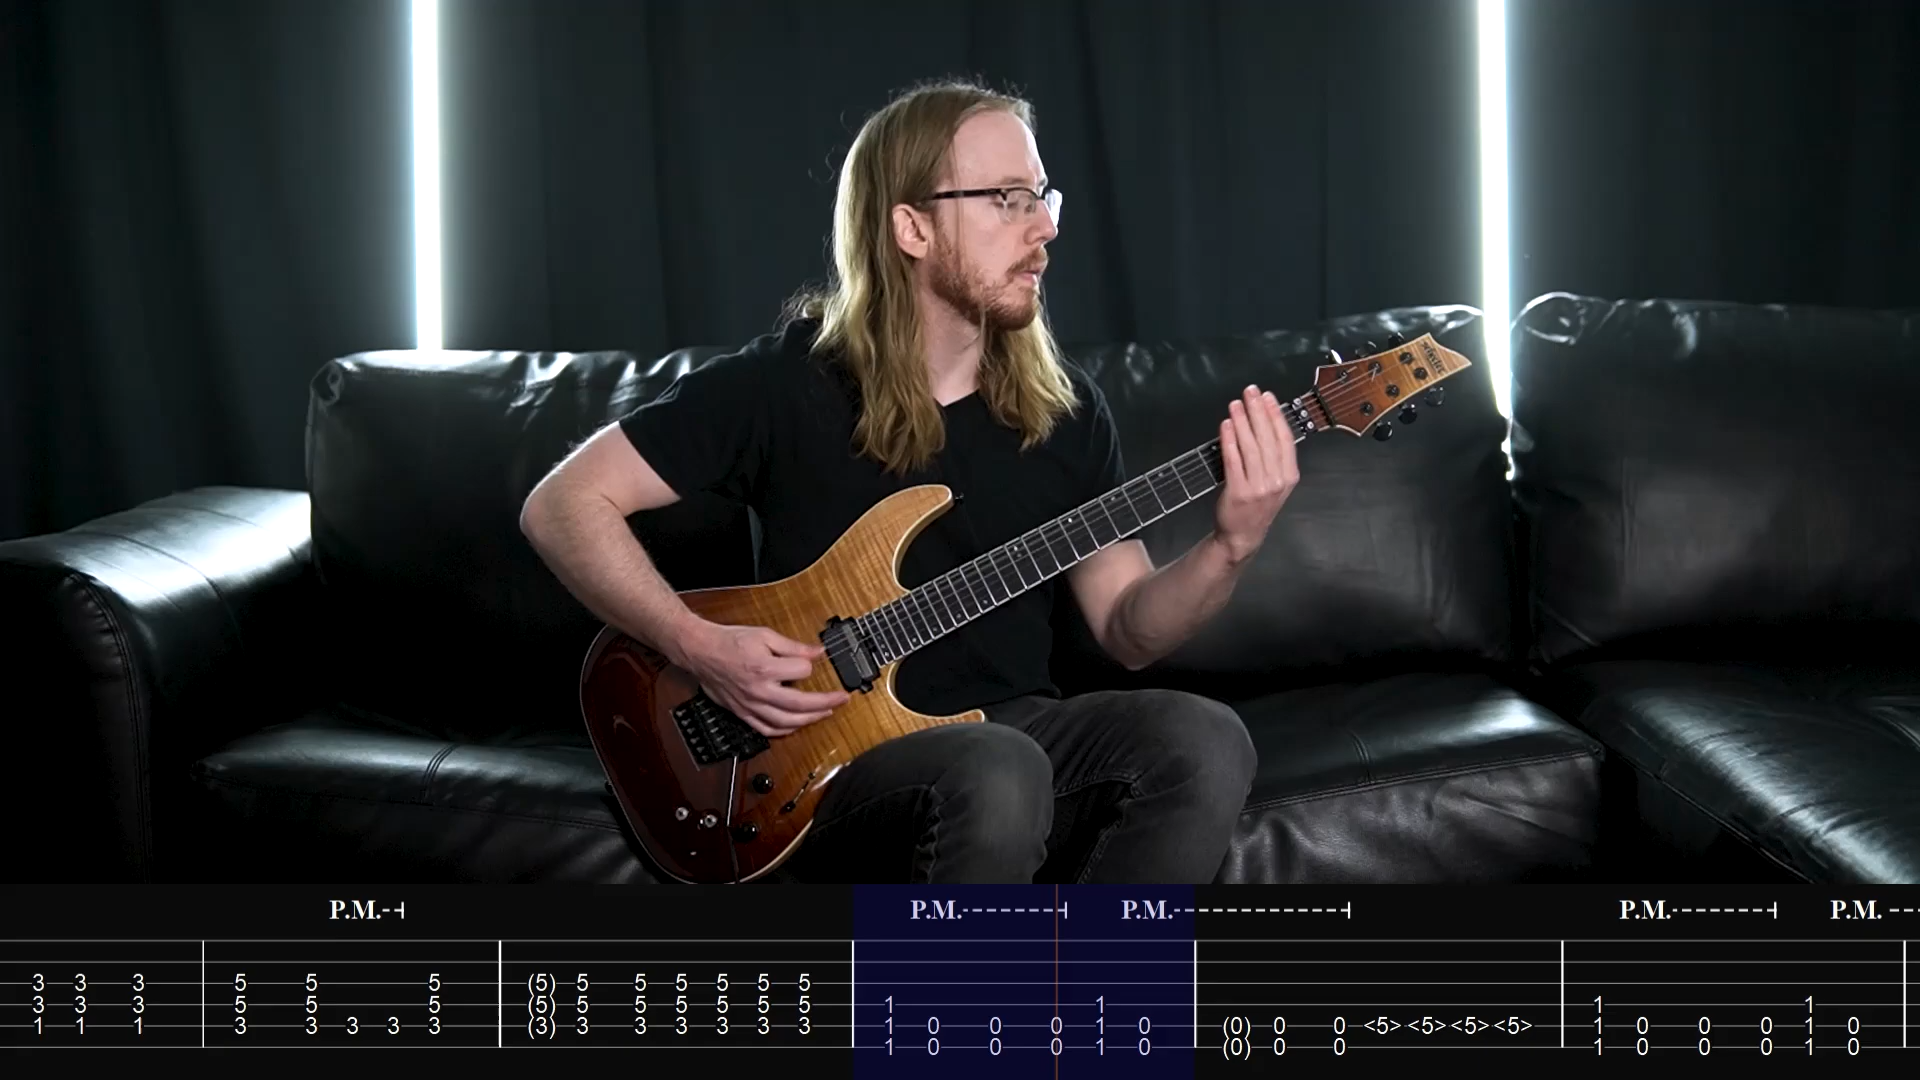 P.M.--┤ P.M.-------┤ P.M.-----------┤ P.M.-------┤ P.M.---
3 3 3 5 5 5 (5) 5 5 5 5 5 5
3 3 3 5 5 5 (5) 5 5 5 5 5 5 1 1 1 1
1 1 1 3 3 3 3 3 (3) 3 3 3 3 3 3 1 0 0 0 1 0 (0) 0 0 <5> <5> <5> <5> 1 0 0 0 1 0
1 0 0 0 1 0 (0) 0 0 1 0 0 0 1 0